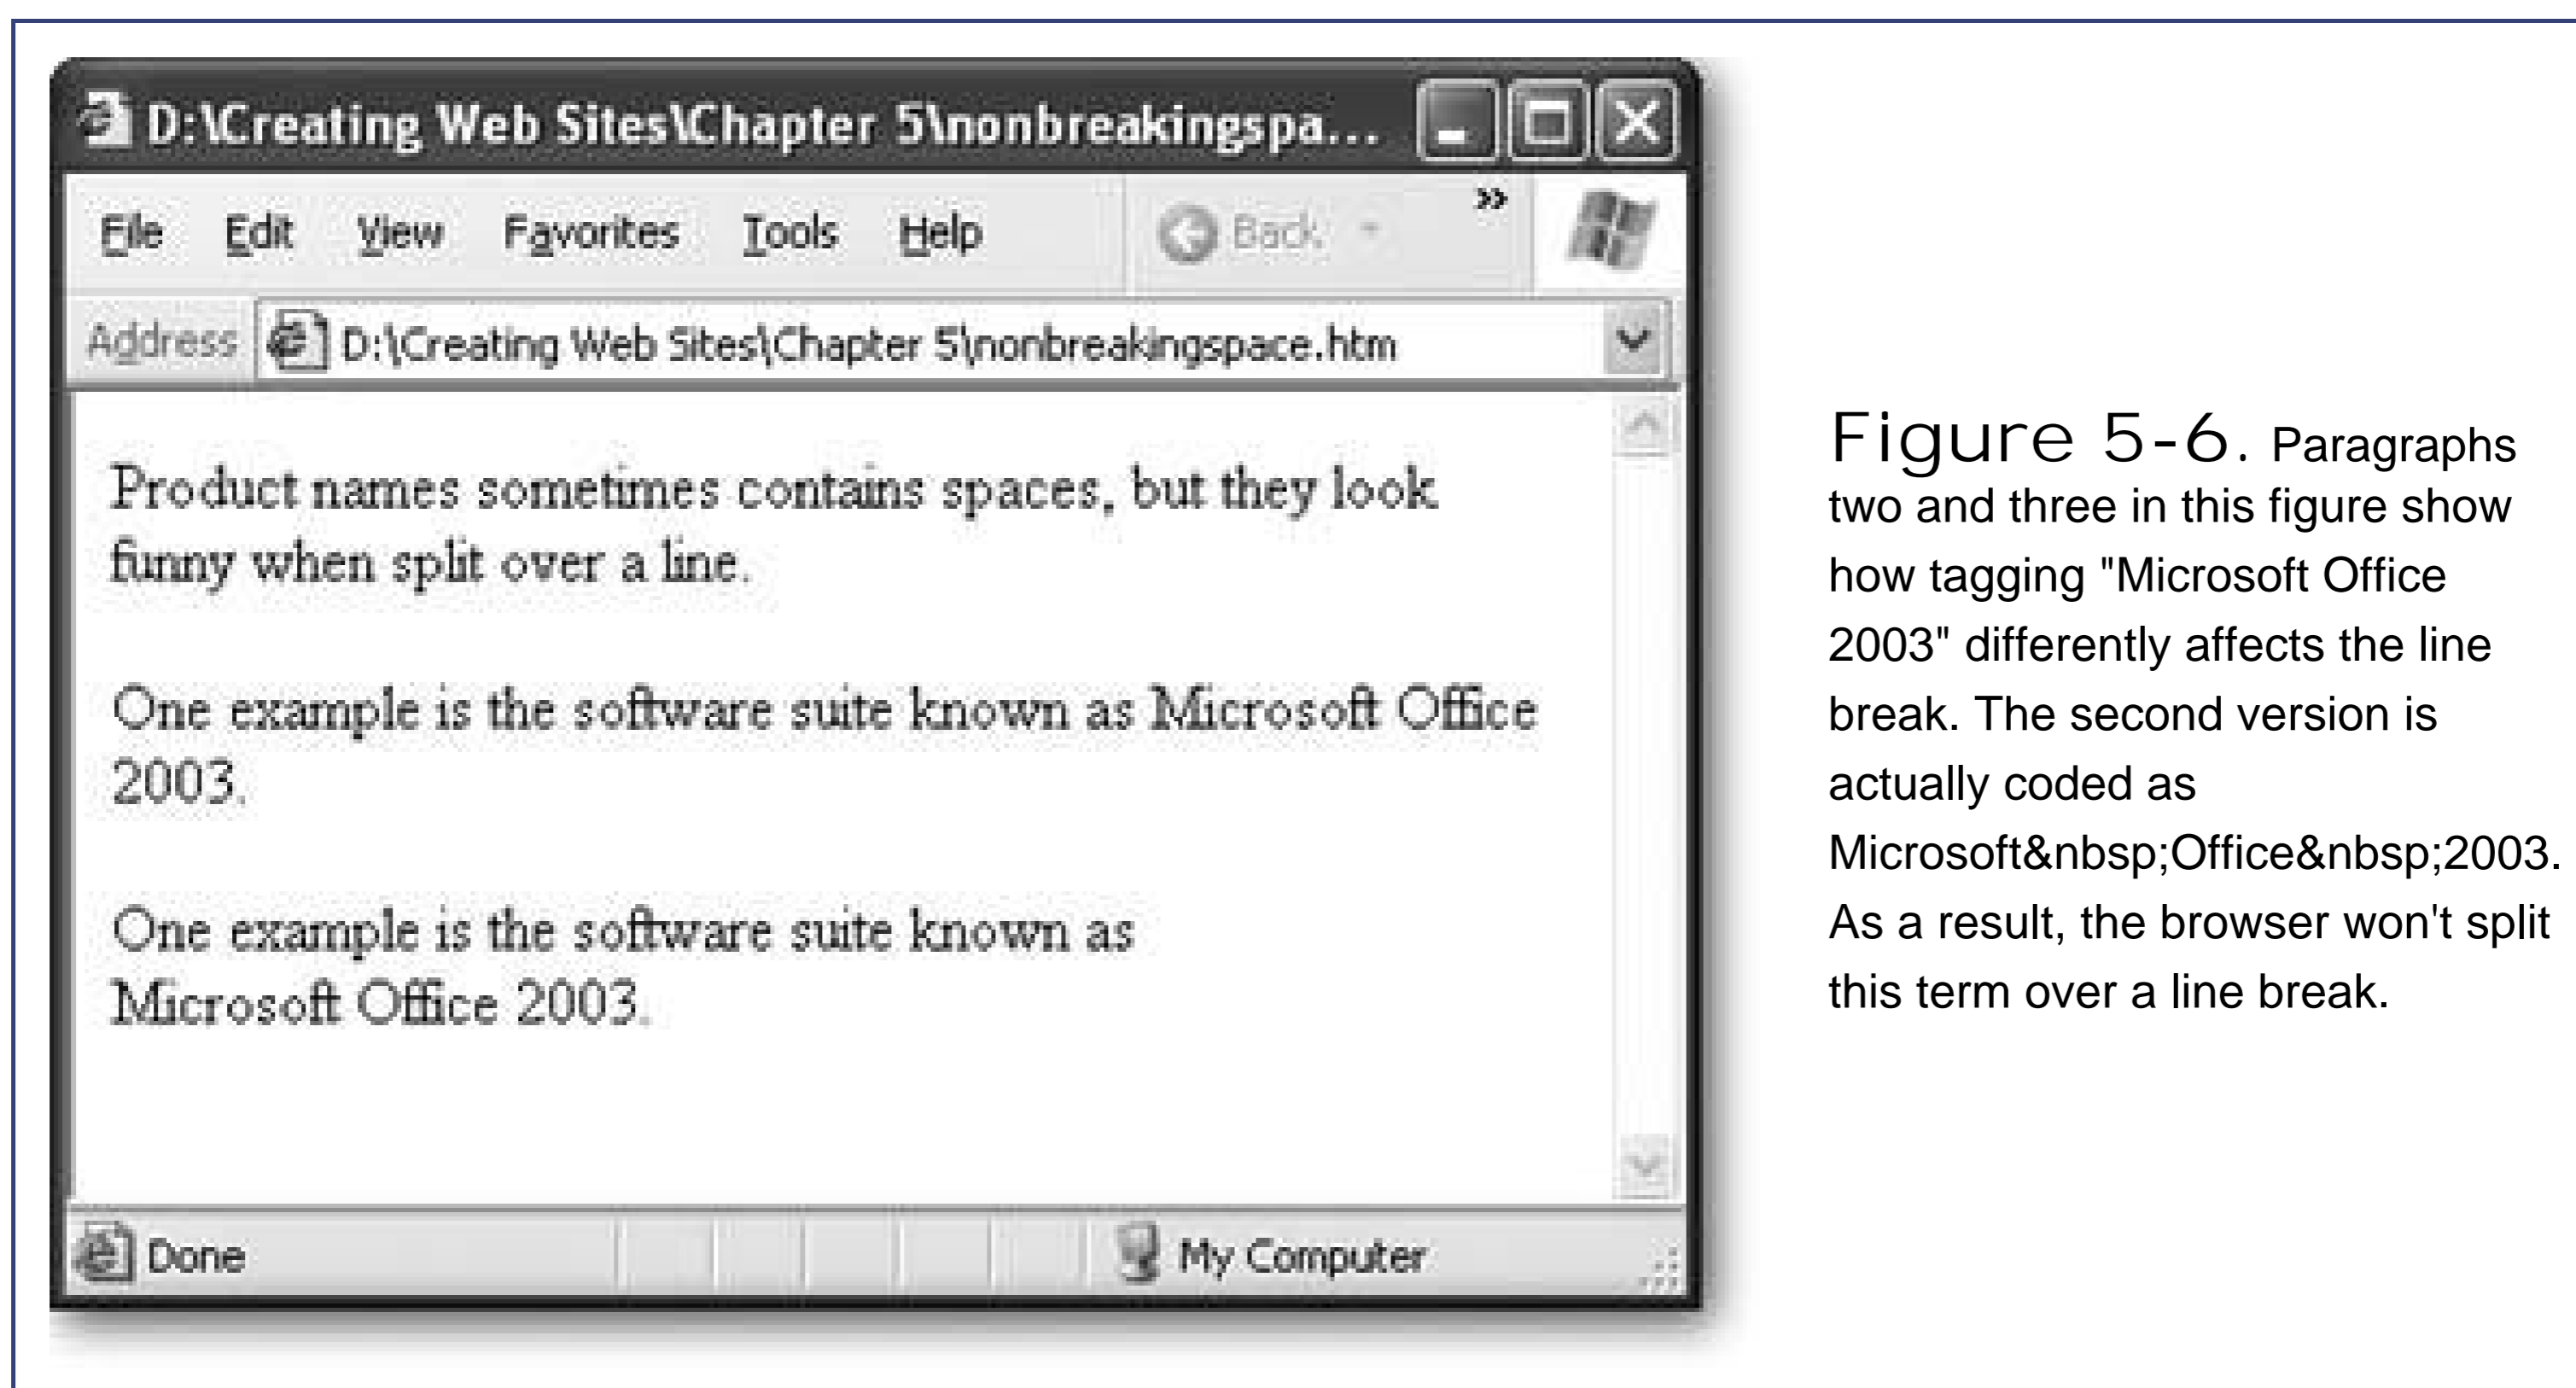 D:\Creating Web Sites\Chapter 5\nonbreakingspa...
File Edit View Favorites Tools Help Back »
Address D:\Creating Web Sites\Chapter 5\nonbreakingspace.htm
Product names sometimes contains spaces, but they look
funny when split over a line.
One example is the software suite known as Microsoft Office
2003.
One example is the software suite known as
Microsoft Office 2003.
Done My Computer
Figure 5-6. Paragraphs
two and three in this figure show
how tagging "Microsoft Office
2003" differently affects the line
break. The second version is
actually coded as
Microsoft&nbsp;Office&nbsp;2003.
As a result, the browser won't split
this term over a line break.